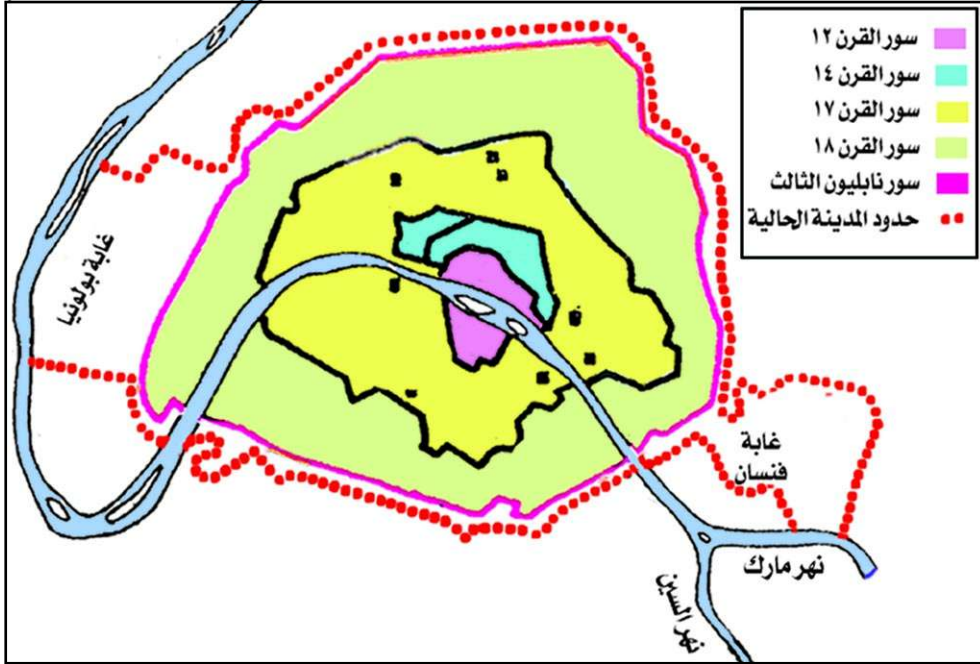 سور القرن ١٢
سور القرن ١٤
سور القرن ١٧
سور القرن ١٨
سور نابليون الثالث
حدود المدينة الحالية
غابة بولونيا
غابة
فنسان
نهر مارك
نهر السين